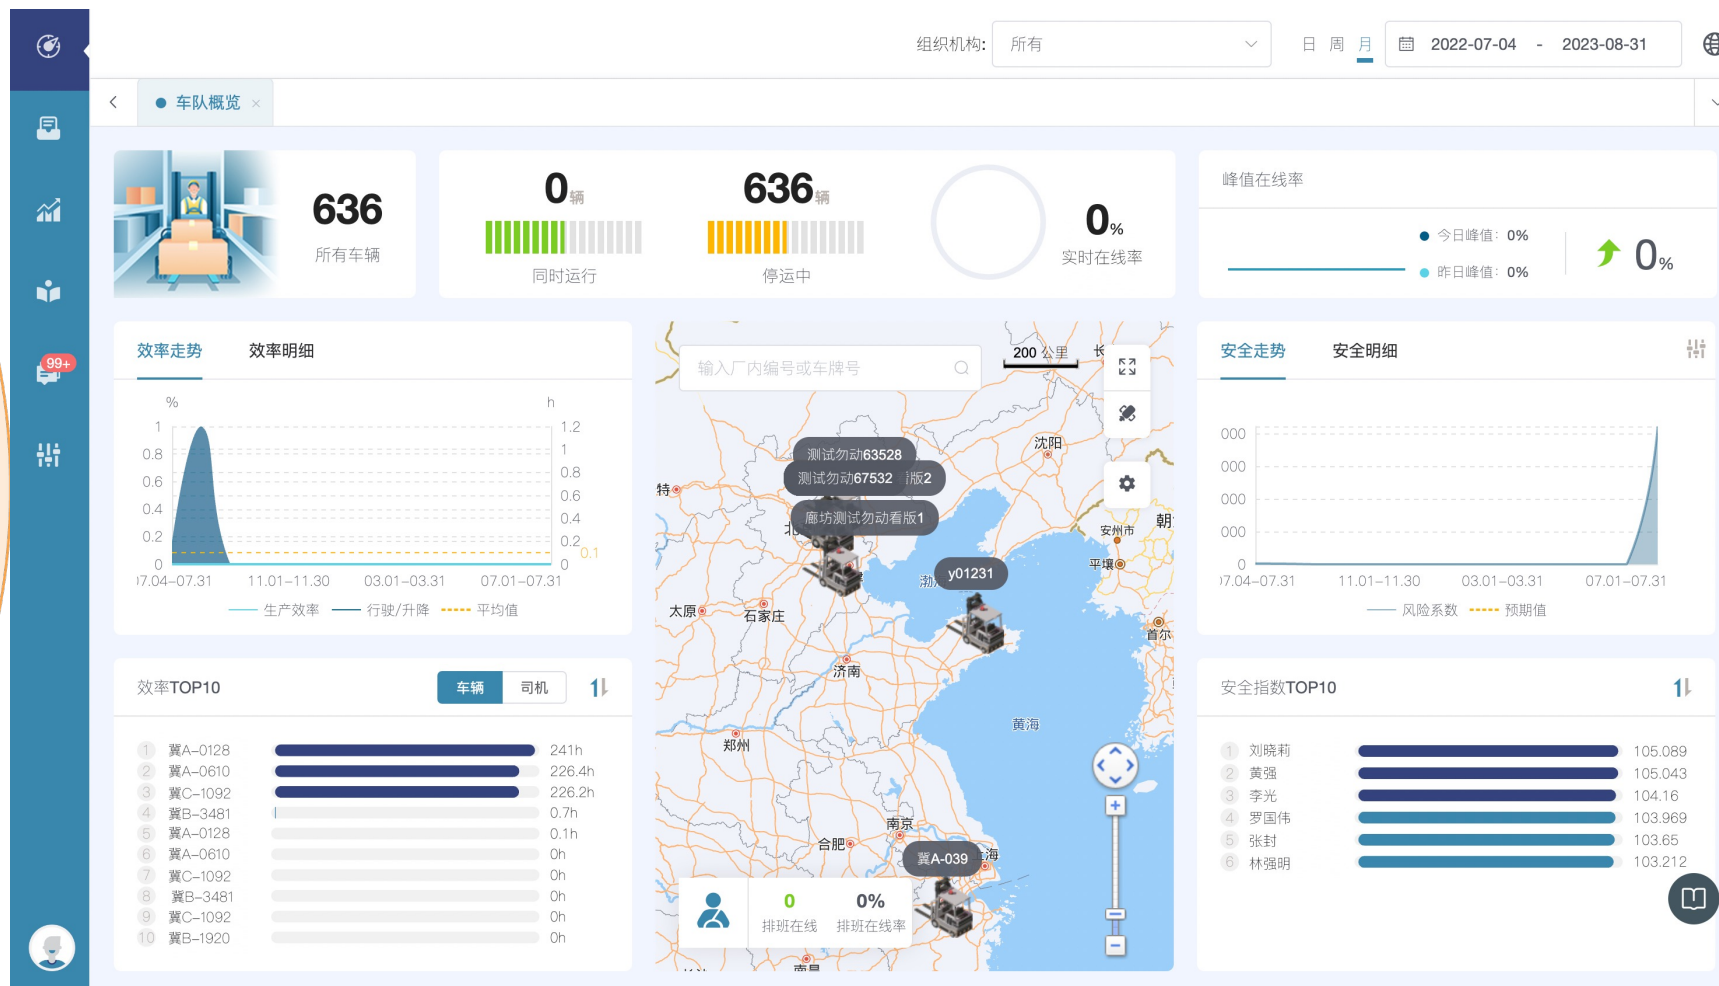 组织机构: 所有 日 周 月 2022-07-04 - 2023-08-31
车队概览
636
所有车辆
0辆
同时运行
636辆
停运中
0%
实时在线率
峰值在线率
今日峰值: 0%
昨日峰值: 0%
0%
99+
效率走势 效率明细
% h
1 1.2
1
0.8 0.8
0.6 0.6
0.4 0.4
0.2 0.2
0.1
0 0
07.04-07.31 11.01-11.30 03.01-03.31 07.01-07.31
生产效率 行驶/升降 平均值
输入厂内编号或车牌号
200 公里
长
沈阳
测试勿动63528
测试勿动67532 版2
特
廊坊测试勿动看版1
北
安州市
朝
平壤
渤
y01231
太原
石家庄
首尔
济南
黄海
郑州
南京
合肥
冀A-039
海
南昌
0
排班在线
0%
排班在线率
安全走势 安全明细
000
000
000
000
0
07.04-07.31 11.01-11.30 03.01-03.31 07.01-07.31
风险系数 预期值
效率TOP10 车辆 司机
1 冀A-0128 241h
2 冀A-0610 226.4h
3 冀C-1092 226.2h
4 冀B-3481 0.7h
5 冀A-0128 0.1h
6 冀A-0610 0h
7 冀C-1092 0h
8 冀B-3481 0h
9 冀C-1092 0h
10 冀B-1920 0h
安全指数TOP10
1 刘晓莉 105.089
2 黄强 105.043
3 李光 104.16
4 罗国伟 103.969
5 张封 103.65
6 林强明 103.212